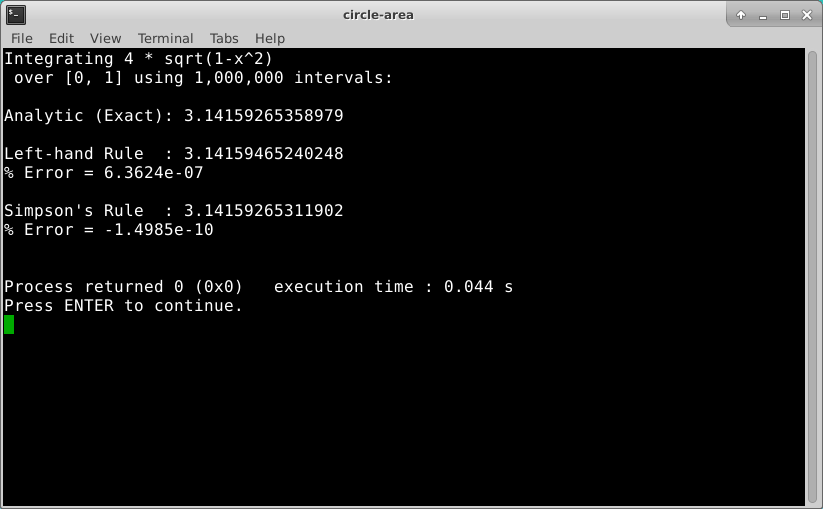 circle-area
File Edit View Terminal Tabs Help
Integrating 4 * sqrt(1-x^2)
 over [0, 1] using 1,000,000 intervals:
Analytic (Exact): 3.14159265358979
Left-hand Rule  : 3.14159465240248
% Error = 6.3624e-07
Simpson's Rule  : 3.14159265311902
% Error = -1.4985e-10
Process returned 0 (0x0)   execution time : 0.044 s
Press ENTER to continue.